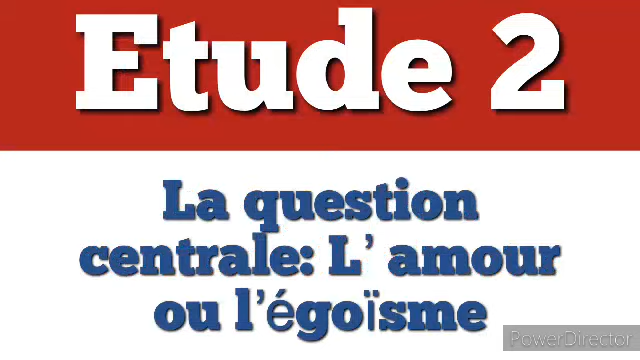 Etude 2
La question
centrale: L’ amour
ou l’égoïsme
PowerDirector